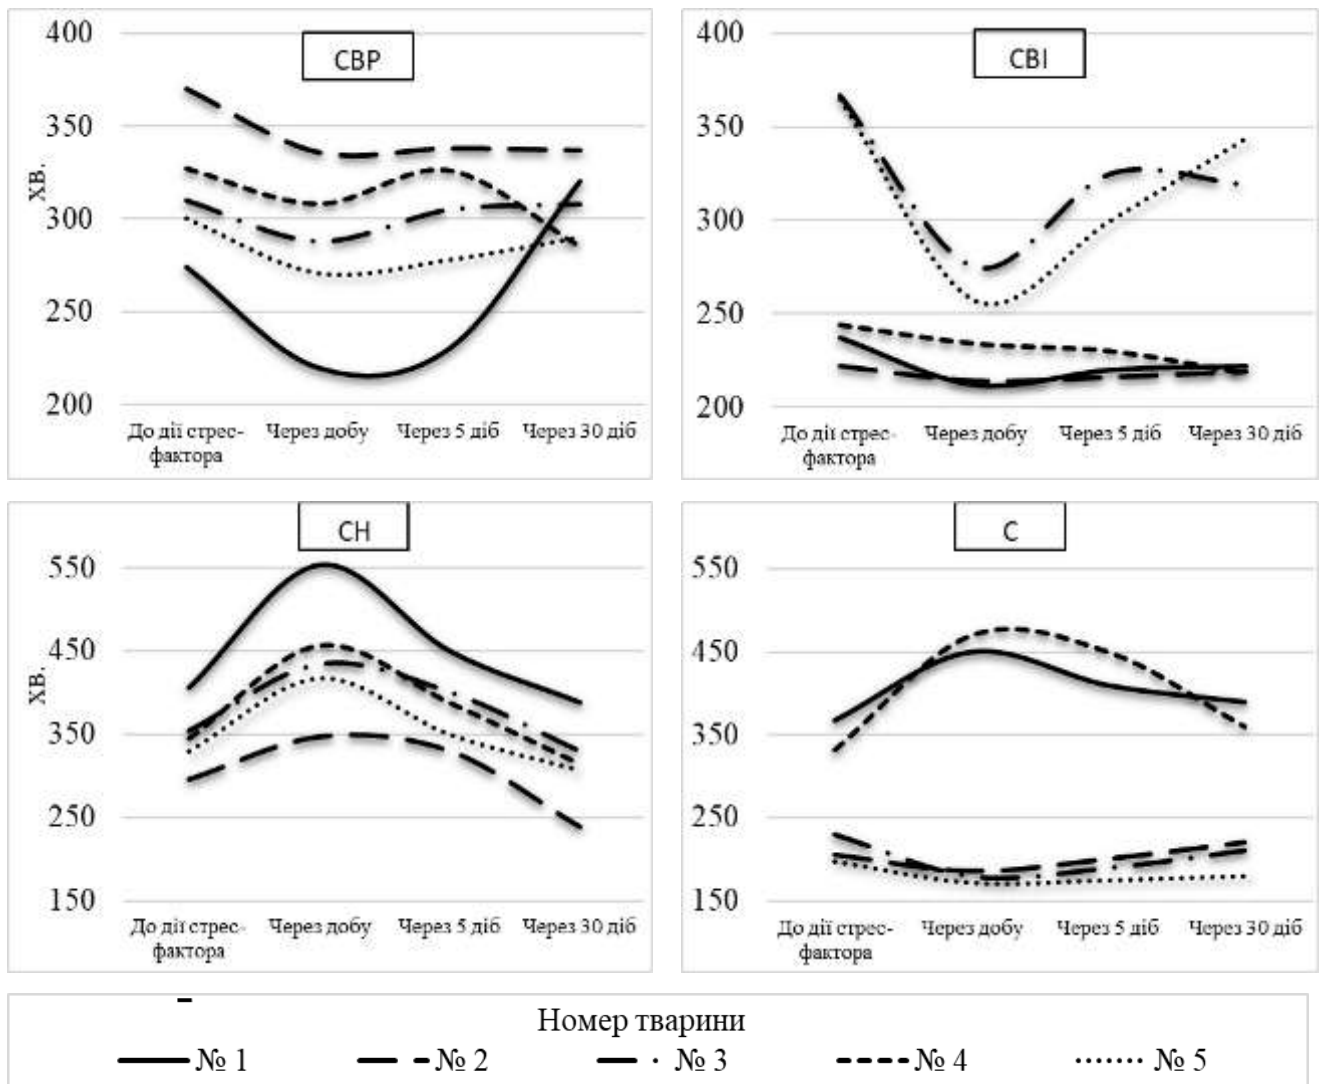 СВР
400
350
300
250
200
хв.
До дії стрес-
фактора
Через добу
Через 5 діб
Через 30 діб
СВІ
400
350
300
250
200
До дії стрес-
фактора
Через добу
Через 5 діб
Через 30 діб
СН
550
450
350
250
150
хв.
До дії стрес-
фактора
Через добу
Через 5 діб
Через 30 діб
С
550
450
350
250
150
До дії стрес-
фактора
Через добу
Через 5 діб
Через 30 діб
Номер тварини
№ 1 № 2 № 3 № 4 № 5